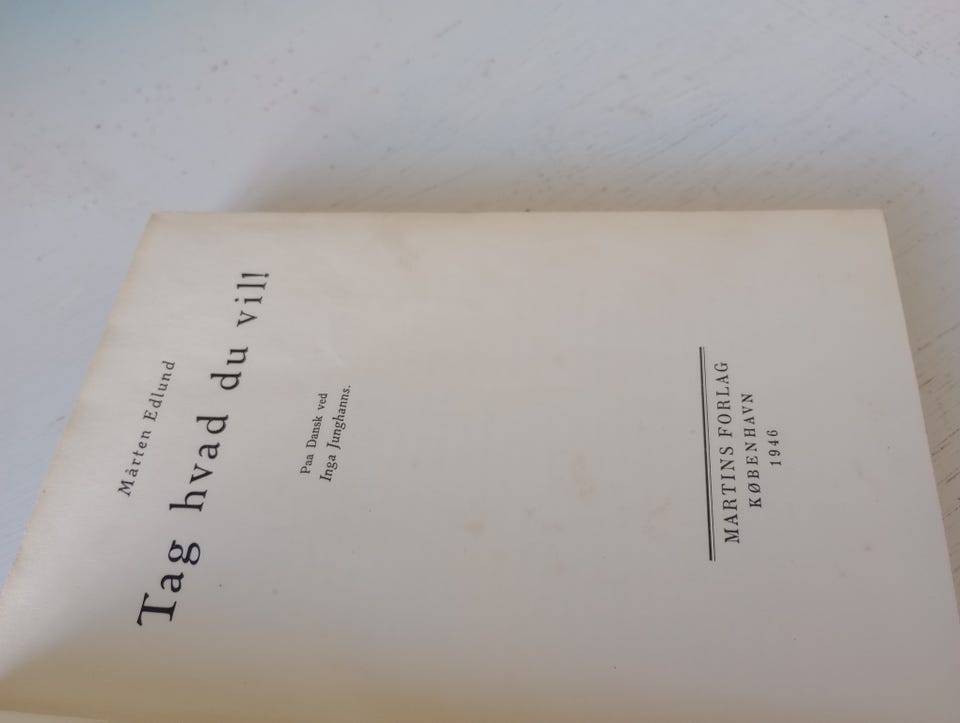 Mårten Edlund
Tag hvad du vil!
Paa Dansk ved
Inga Junghanns.
MARTINS FORLAG
KØBENHAVN
1946